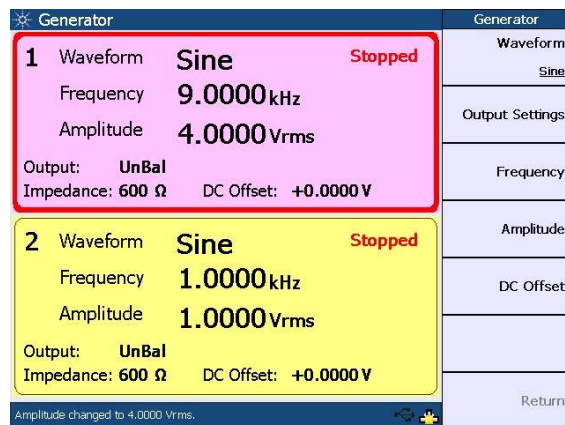 Generator
1 Waveform Sine Stopped
Frequency 9.0000 kHz
Amplitude 4.0000 Vrms
Output: UnBal
Impedance: 600 Ω DC Offset: +0.0000 V
2 Waveform Sine Stopped
Frequency 1.0000 kHz
Amplitude 1.0000 Vrms
Output: UnBal
Impedance: 600 Ω DC Offset: +0.0000 V
Amplitude changed to 4.0000 Vrms.
Generator
Waveform
Sine
Output Settings
Frequency
Amplitude
DC Offset
Return